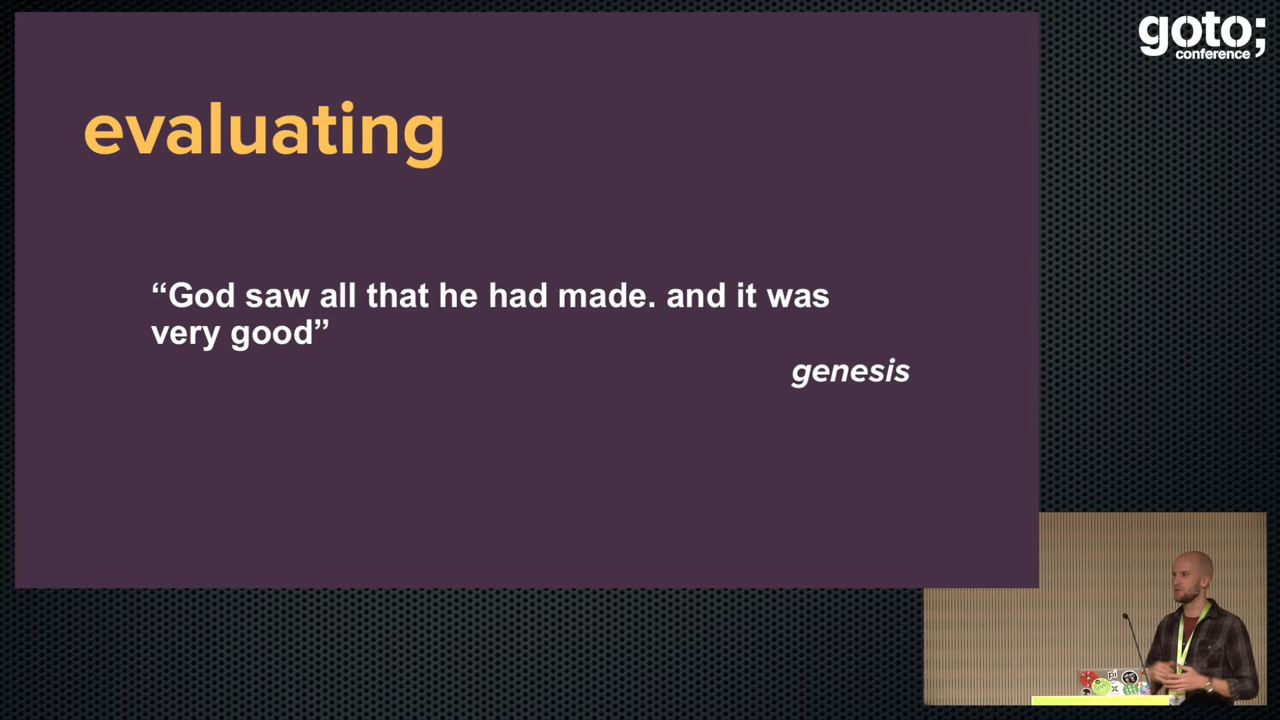 goto;
conference
evaluating
“God saw all that he had made. and it was
very good”
genesis